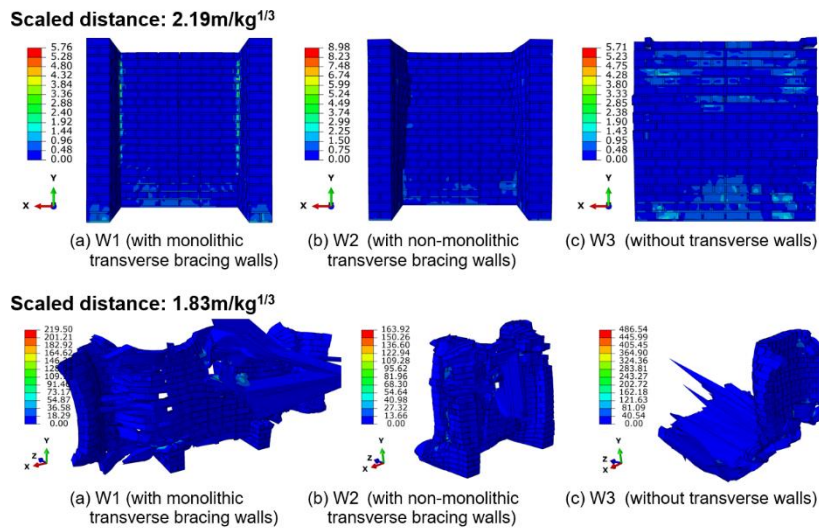 Scaled distance: 2.19m/kg1/3
5.76
5.28
4.80
4.32
3.84
3.36
2.88
2.40
1.92
1.44
0.96
0.48
0.00
Y
X
(a) W1 (with monolithic
transverse bracing walls)
8.98
8.23
7.48
6.74
5.99
5.24
4.49
3.74
2.99
2.25
1.50
0.75
0.00
Y
X
(b) W2 (with non-monolithic
transverse bracing walls)
5.71
5.23
4.75
4.28
3.80
3.33
2.85
2.38
1.90
1.43
0.95
0.48
0.00
Y
X
(c) W3 (without transverse walls)
Scaled distance: 1.83m/kg1/3
219.50
201.21
182.92
164.62
146.
128.
109.
91.4
73.17
54.87
36.58
18.29
0.00
Y
Z
X
(a) W1 (with monolithic
transverse bracing walls)
163.92
150.26
136.60
122.94
109.28
95.62
81.96
68.30
54.64
40.98
27.32
13.66
0.00
Y
Z
X
(b) W2 (with non-monolithic
transverse bracing walls)
486.54
445.99
405.45
364.90
324.36
283.81
243.27
202.72
162.18
121.63
81.09
40.54
0.00
Y
Z
X
(c) W3 (without transverse walls)